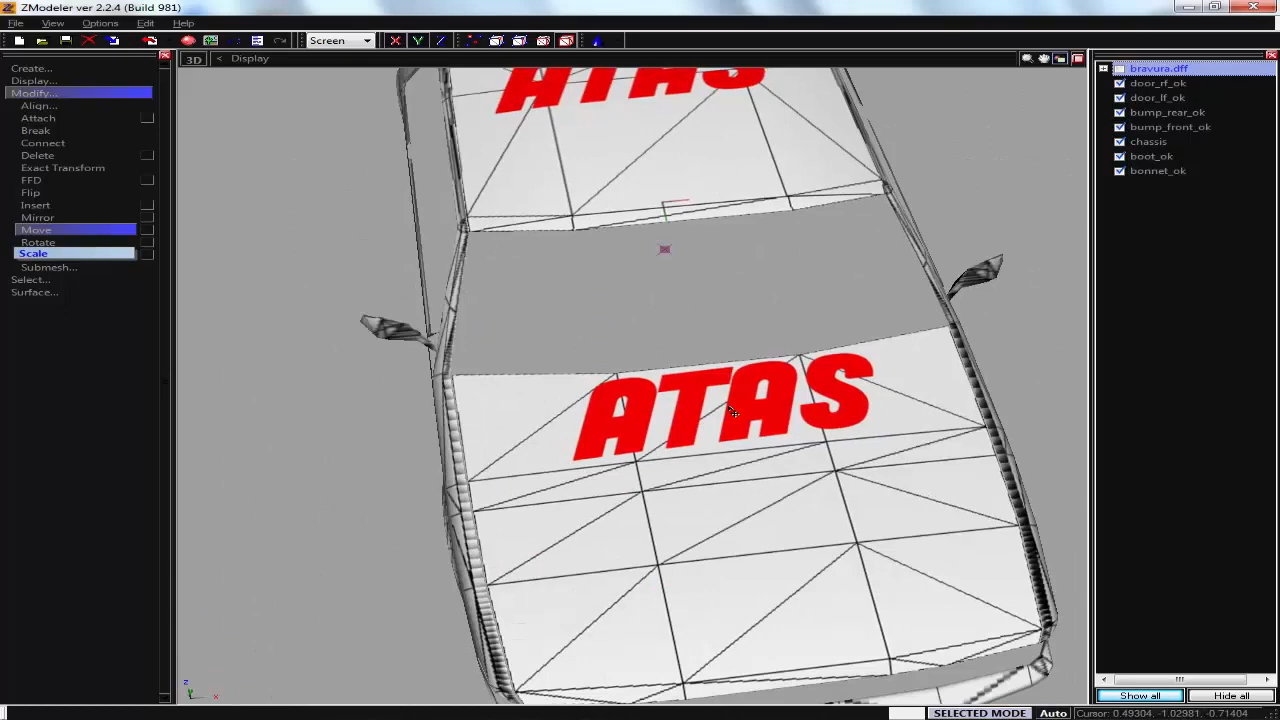 ZModeler ver 2.2.4 (Build 981)
File View Options Edit Help
Screen X Y Z
3D < Display
Create...
Display...
Modify...
Align...
Attach
Break
Connect
Delete
Exact Transform
FFD
Flip
Insert
Mirror
Move
Rotate
Scale
Submesh...
Select...
Surface...
ATAS
ATAS
z
y x
bravura.dff
door_rf_ok
door_lf_ok
bump_rear_ok
bump_front_ok
chassis
boot_ok
bonnet_ok
Show all Hide all
SELECTED MODE Auto Cursor: 0.49304, -1.02981, -0.71404